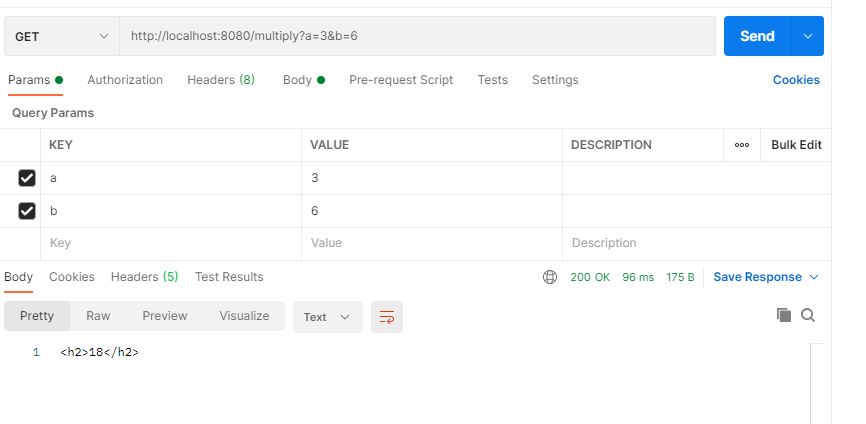 GET http://localhost:8080/multiply?a=3&b=6 Send
Params Authorization Headers (8) Body Pre-request Script Tests Settings Cookies
Query Params
KEY VALUE DESCRIPTION ooo Bulk Edit
a 3
b 6
Key Value Description
Body Cookies Headers (5) Test Results 200 OK 96 ms 175 B Save Response
Pretty Raw Preview Visualize Text
1 <h2>18</h2>